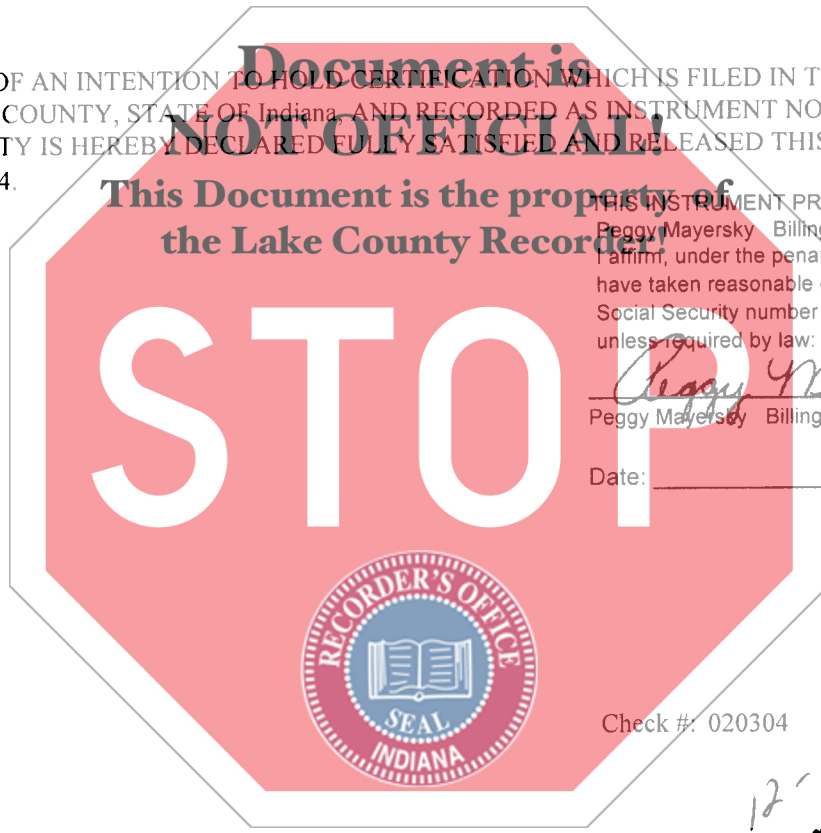 Document is
OF AN INTENTION TO HOLD CERTIFICATION WHICH IS FILED IN T
COUNTY, STATE OF Indiana, AND RECORDED AS INSTRUMENT NO
NOT OFFICIAL!
TY IS HEREBY DECLARED FULLY SATISFIED AND RELEASED THIS
4.
This Document is the property of
the Lake County Recorder!
THIS INSTRUMENT PR
Peggy Mayersky Billing
I affirm, under the pena
have taken reasonable
Social Security number
unless required by law:
Peggy M
Peggy Mayersky Billing
Date:
STOP
RECORDER'S OFFICE
SEAL
INDIANA
Check #: 020304
12